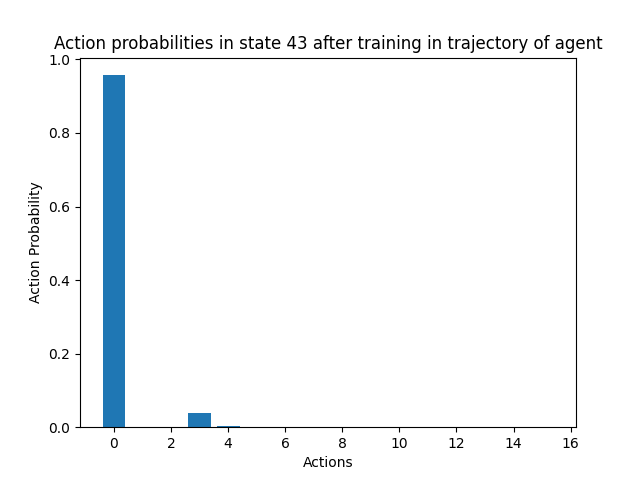 Action probabilities in state 43 after training in trajectory of agent
1.0
0.8
0.6
0.4
0.2
0.0
Action Probability
0 2 4 6 8 10 12 14 16
Actions